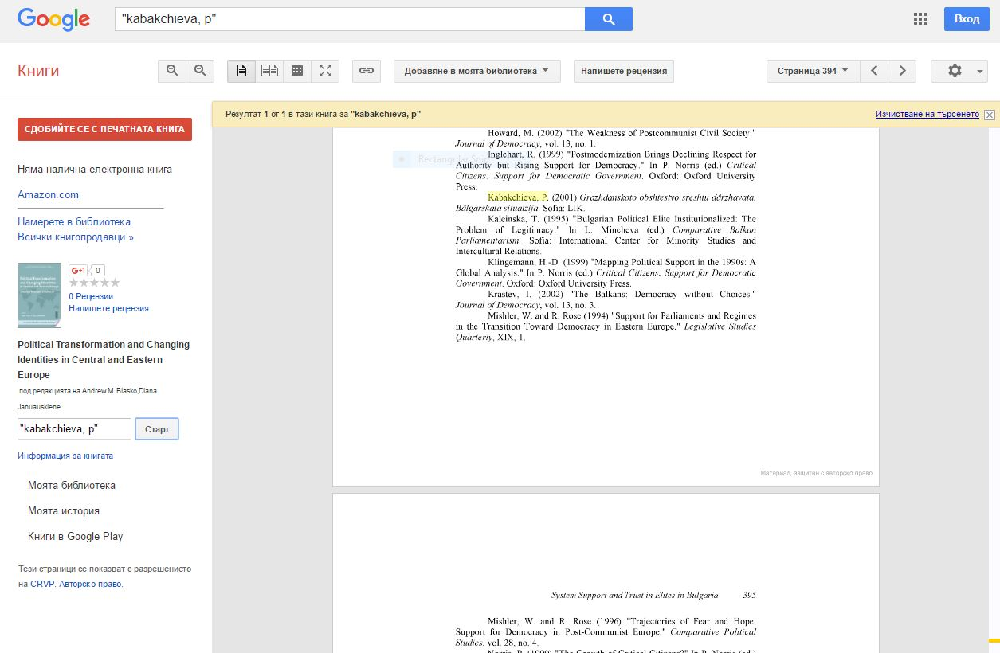 Google
"kabakchieva, p"
Вход
Книги
Добавяне в моята библиотека
Напишете рецензия
Страница 394
СДОБИЙТЕ СЕ С ПЕЧАТНАТА КНИГА
Няма налична електронна книга
Amazon.com
Намерете в библиотека
Всички книгопродавци »
G+1 0
0 Рецензии
Напишете рецензия
Political Transformation and Changing
Identities in Central and Eastern
Europe
под редакцията на Andrew M. Blasko,Diana
Januauskiene
"kabakchieva, p"
Старт
Информация за книгата
Моята библиотека
Моята история
Книги в Google Play
Тези страници се показват с разрешението
на CRVP. Авторско право.
Резултат 1 от 1 в тази книга за "kabakchieva, p"
Изчистване на търсенето
Howard, M. (2002) "The Weakness of Postcommunist Civil Society."
Journal of Democracy, vol. 13, no. 1.
Inglehart, R. (1999) "Postmodernization Brings Declining Respect for
Authority but Rising Support for Democracy." In P. Norris (ed.) Critical
Citizens: Support for Democratic Government. Oxford: Oxford University
Press.
Kabakchieva, P. (2001) Grazhdanskoto obshtestvo sreshtu dârzhavata.
Bâlgarskata situatzija. Sofia: LIK.
Kaleinska, T. (1995) "Bulgarian Political Elite Institutionalized: The
Problem of Legitimacy." In L. Mincheva (ed.) Comparative Balkan
Parliamentarism. Sofia: International Center for Minority Studies and
Intercultural Relations.
Klingemann, H.-D. (1999) "Mapping Political Support in the 1990s: A
Global Analysis." In P. Norris (ed.) Critical Citizens: Support for Democratic
Government. Oxford: Oxford University Press.
Krastev, I. (2002) "The Balkans: Democracy without Choices."
Journal of Democracy, vol. 13, no. 3.
Mishler, W. and R. Rose (1994) "Support for Parliaments and Regimes
in the Transition Toward Democracy in Eastern Europe." Legislative Studies
Quarterly, XIX, 1.
Материал, защитен с авторско право
System Support and Trust in Elites in Bulgaria 395
Mishler, W. and R. Rose (1996) "Trajectories of Fear and Hope.
Support for Democracy in Post-Communist Europe." Comparative Political
Studies, vol. 28, no. 4.
Norris, P. (1999) "The Growth of Critical Citizens?" In P. Norris (ed.)